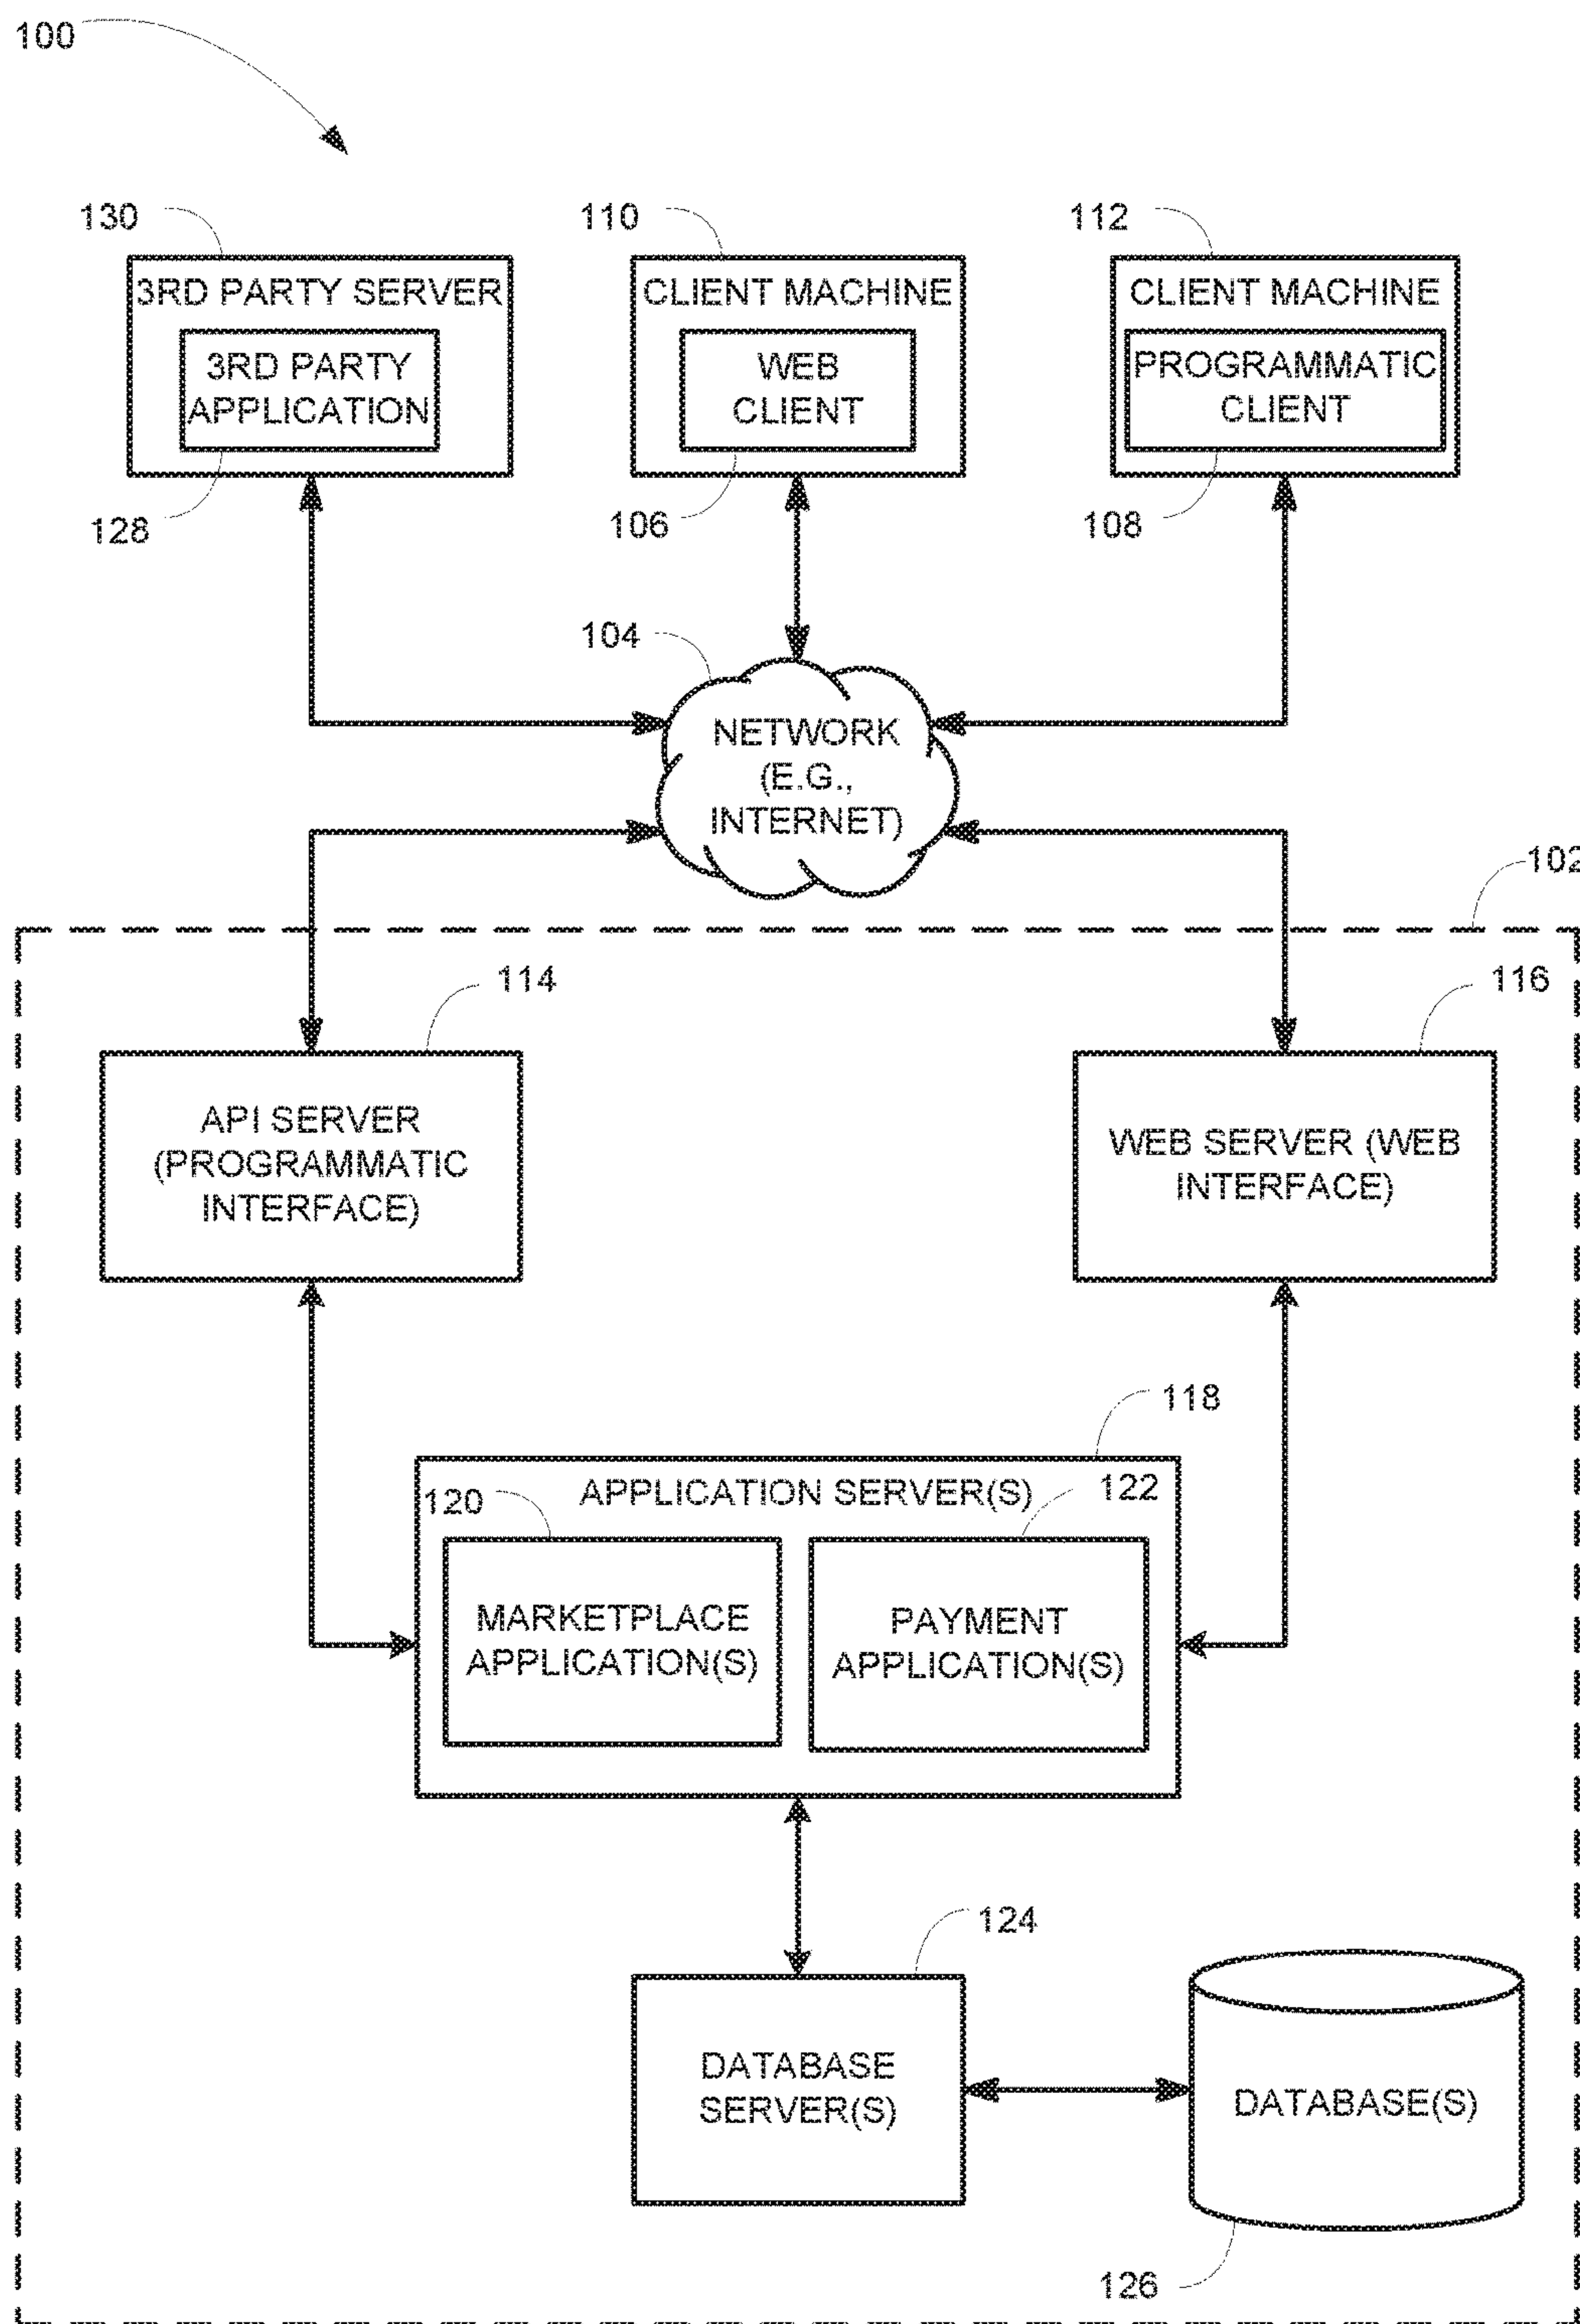 100
130
110
112
3RD PARTY SERVER
CLIENT MACHINE
CLIENT MACHINE
3RD PARTY
APPLICATION
WEB
CLIENT
PROGRAMMATIC
CLIENT
128
106
108
104
NETWORK
(E.G.,
INTERNET)
102
114
116
API SERVER
(PROGRAMMATIC
INTERFACE)
WEB SERVER (WEB
INTERFACE)
118
APPLICATION SERVER(S)
120
122
MARKETPLACE
APPLICATION(S)
PAYMENT
APPLICATION(S)
124
DATABASE
SERVER(S)
DATABASE(S)
126